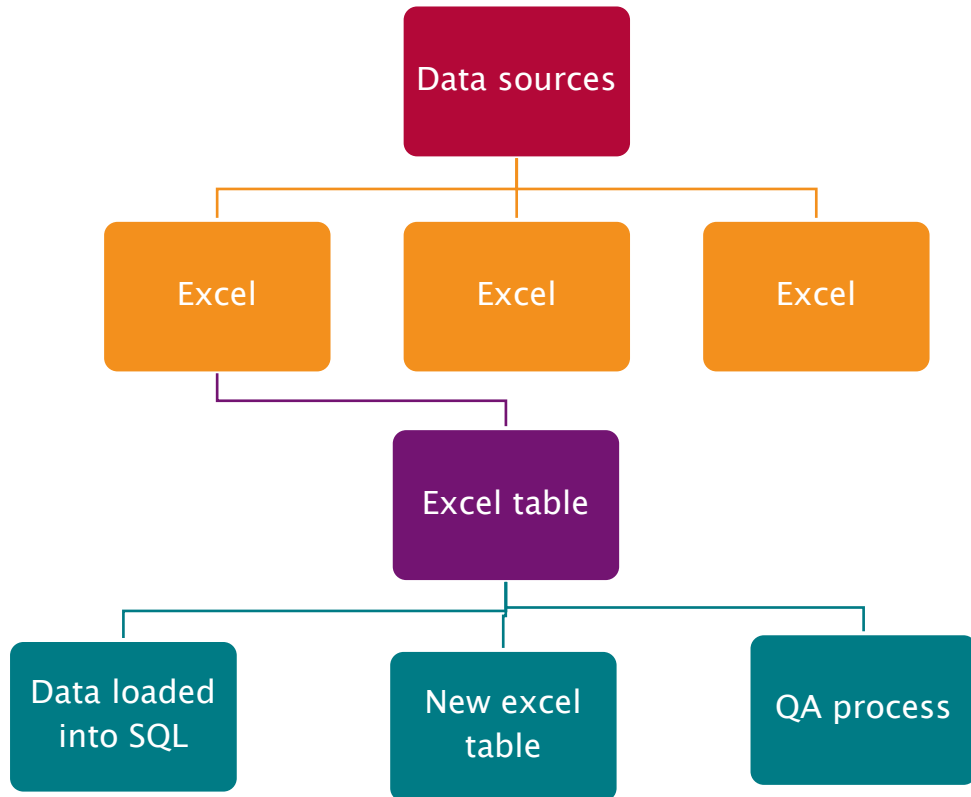 Data sources
Excel
Excel
Excel
Excel table
Data loaded
into SQL
New excel
table
QA process